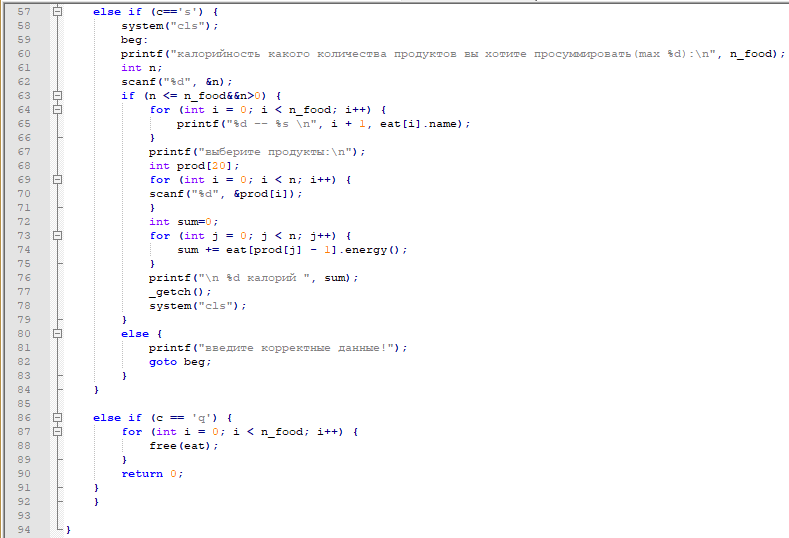 57 else if (c=='s') {
58 system("cls");
59 beg:
60 printf("калорийность какого количества продуктов вы хотите просуммировать(max %d):\n", n_food);
61 int n;
62 scanf("%d", &n);
63 if (n <= n_food&&n>0) {
64 for (int i = 0; i < n_food; i++) {
65 printf("%d -- %s \n", i + 1, eat[i].name);
66 }
67 printf("выберите продукты:\n");
68 int prod[20];
69 for (int i = 0; i < n; i++) {
70 scanf("%d", &prod[i]);
71 }
72 int sum=0;
73 for (int j = 0; j < n; j++) {
74 sum += eat[prod[j] - 1].energy();
75 }
76 printf("\n %d калорий ", sum);
77 _getch();
78 system("cls");
79 }
80 else {
81 printf("введите корректные данные!");
82 goto beg;
83 }
84 }
85
86 else if (c == 'q') {
87 for (int i = 0; i < n_food; i++) {
88 free(eat);
89 }
90 return 0;
91 }
92 }
93
94 }